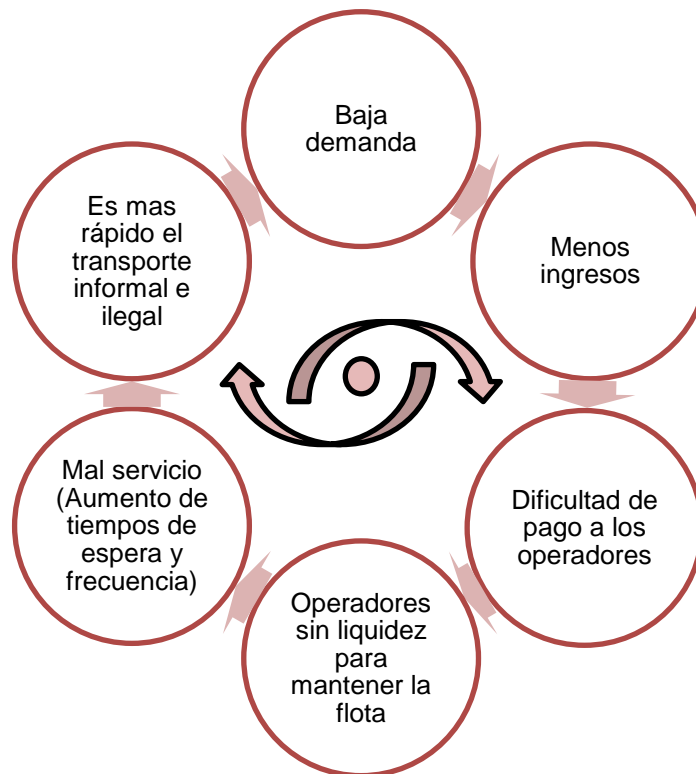 Baja
demanda
Menos
ingresos
Dificultad de
pago a los
operadores
Operadores
sin liquidez
para
mantener la
flota
Mal servicio
(Aumento de
tiempos de
espera y
frecuencia)
Es mas
rápido el
transporte
informal e
ilegal